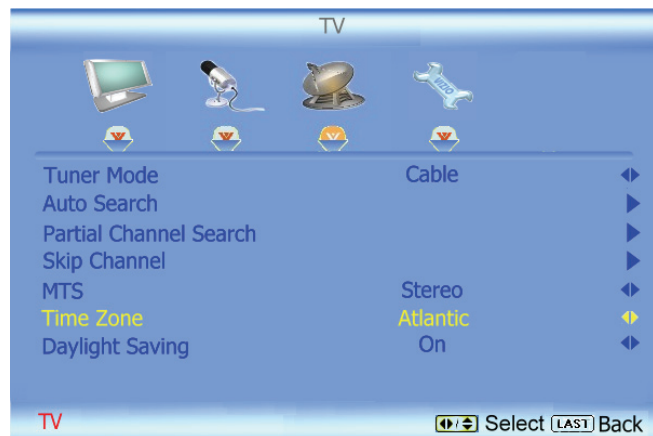 TV
VIZIO
Tuner Mode Cable
Auto Search
Partial Channel Search
Skip Channel
MTS Stereo
Time Zone Atlantic
Daylight Saving On
TV Select LAST Back